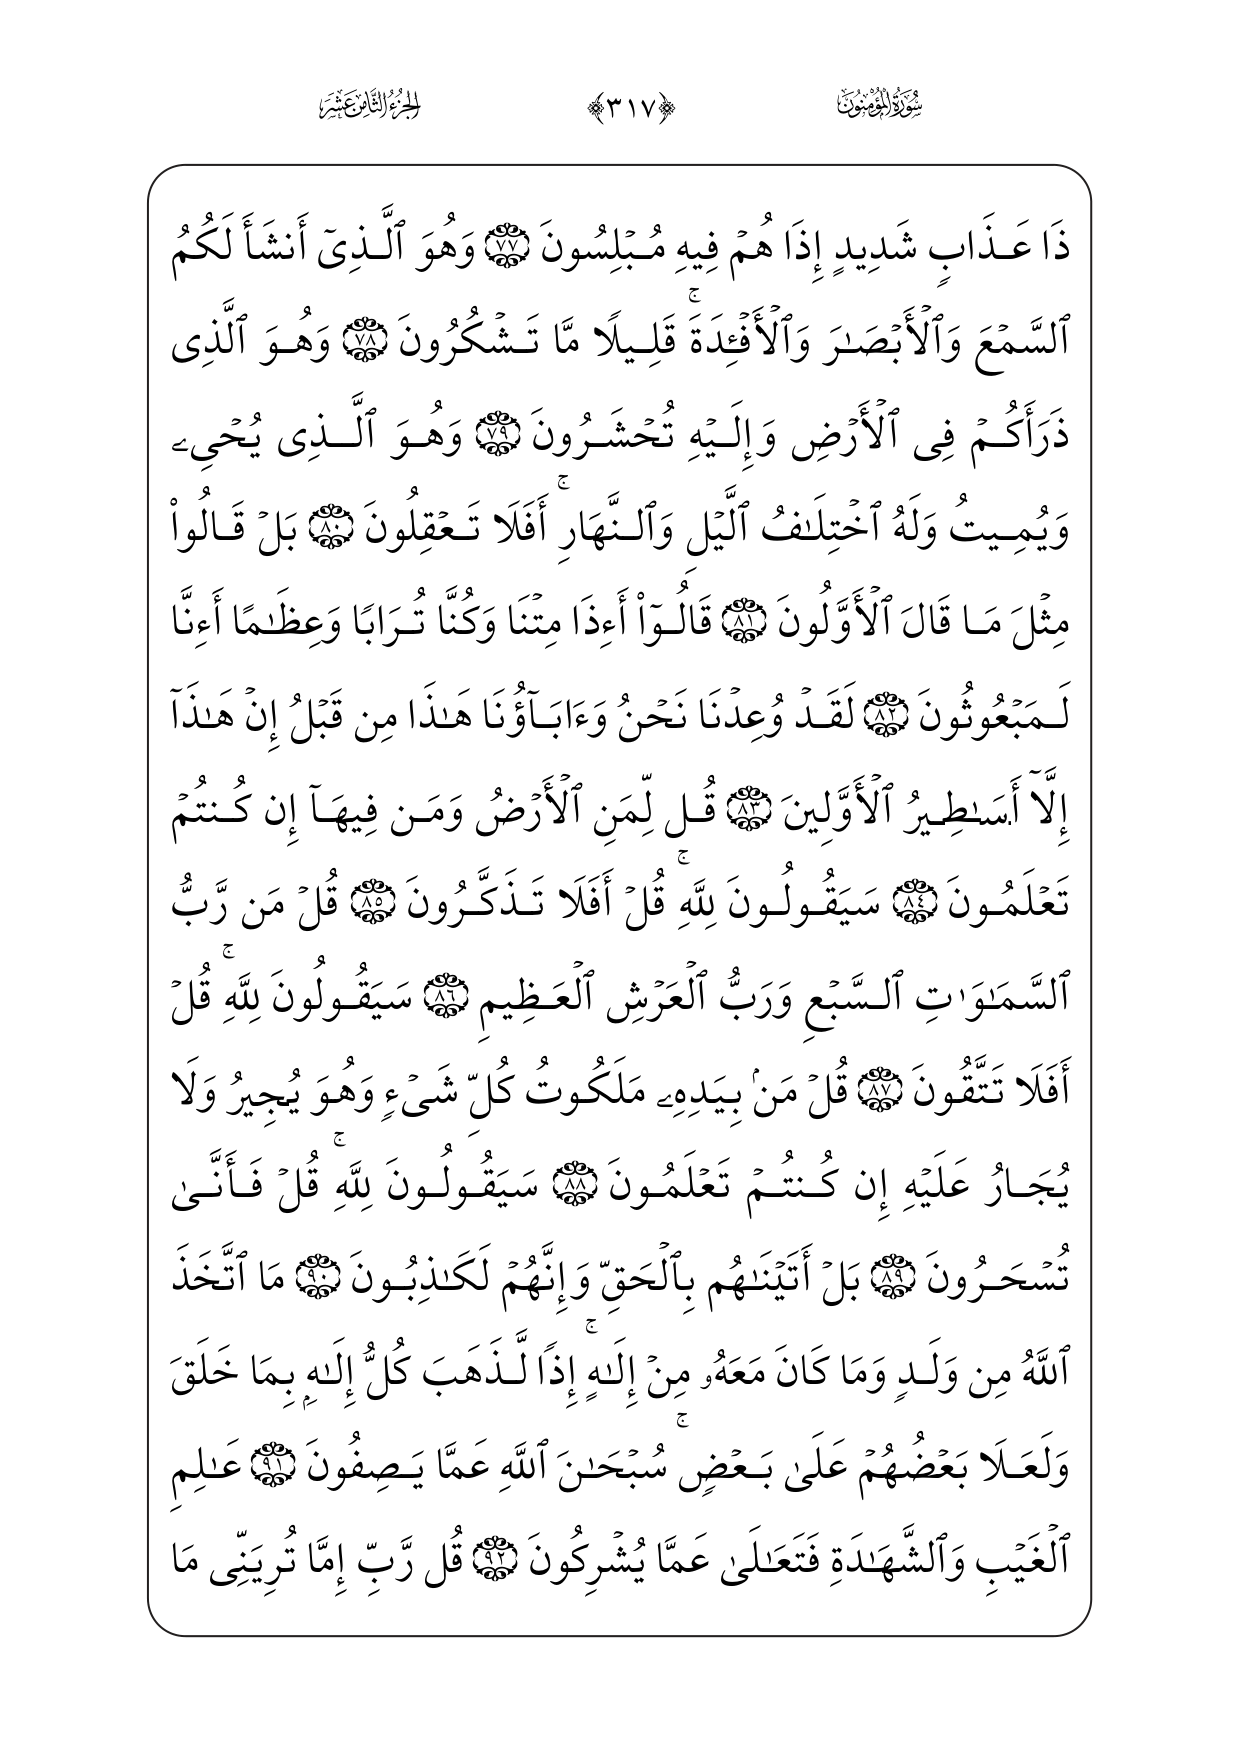 سُورَةُ الْمُؤْمِنُونَ ﴿٣١٧﴾ الجُزْءُ الثَّامِنَ عَشَرَ
ذَا عَذَابٍ شَدِيدٍ إِذَا هُمۡ فِيهِ مُبۡلِسُونَ ٧٧ وَهُوَ ٱلَّذِيٓ أَنشَأَ لَكُمُ
ٱلسَّمۡعَ وَٱلۡأَبۡصَٰرَ وَٱلۡأَفۡـِٔدَةَۚ قَلِيلٗا مَّا تَشۡكُرُونَ ٧٨ وَهُوَ ٱلَّذِى
ذَرَأَكُمۡ فِى ٱلۡأَرۡضِ وَإِلَيۡهِ تُحۡشَرُونَ ٧٩ وَهُوَ ٱلَّذِى يُحۡىِۦ
وَيُمِيتُ وَلَهُ ٱخۡتِلَٰفُ ٱلَّيۡلِ وَٱلنَّهَارِۚ أَفَلَا تَعۡقِلُونَ ٨٠ بَلۡ قَالُواْ
مِثۡلَ مَا قَالَ ٱلۡأَوَّلُونَ ٨١ قَالُوٓاْ أَءِذَا مِتۡنَا وَكُنَّا تُرَابٗا وَعِظَٰمًا أَءِنَّا
لَمَبۡعُوثُونَ ٨٢ لَقَدۡ وُعِدۡنَا نَحۡنُ وَءَابَآؤُنَا هَٰذَا مِن قَبۡلُ إِنۡ هَٰذَآ
إِلَّآ أَسَٰطِيرُ ٱلۡأَوَّلِينَ ٨٣ قُل لِّمَنِ ٱلۡأَرۡضُ وَمَن فِيهَآ إِن كُنتُمۡ
تَعۡلَمُونَ ٨٤ سَيَقُولُونَ لِلَّهِۚ قُلۡ أَفَلَا تَذَكَّرُونَ ٨٥ قُلۡ مَن رَّبُّ
ٱلسَّمَٰوَٰتِ ٱلسَّبۡعِ وَرَبُّ ٱلۡعَرۡشِ ٱلۡعَظِيمِ ٨٦ سَيَقُولُونَ لِلَّهِۚ قُلۡ
أَفَلَا تَتَّقُونَ ٨٧ قُلۡ مَنۢ بِيَدِهِۦ مَلَكُوتُ كُلِّ شَىۡءٖ وَهُوَ يُجِيرُ وَلَا
يُجَارُ عَلَيۡهِ إِن كُنتُمۡ تَعۡلَمُونَ ٨٨ سَيَقُولُونَ لِلَّهِۚ قُلۡ فَأَنَّىٰ
تُسۡحَرُونَ ٨٩ بَلۡ أَتَيۡنَٰهُم بِٱلۡحَقِّ وَإِنَّهُمۡ لَكَٰذِبُونَ ٩٠ مَا ٱتَّخَذَ
ٱللَّهُ مِن وَلَدٖ وَمَا كَانَ مَعَهُۥ مِنۡ إِلَٰهٍۚ إِذٗا لَّذَهَبَ كُلُّ إِلَٰهِۭ بِمَا خَلَقَ
وَلَعَلَا بَعۡضُهُمۡ عَلَىٰ بَعۡضٖۚ سُبۡحَٰنَ ٱللَّهِ عَمَّا يَصِفُونَ ٩١ عَٰلِمِ
ٱلۡغَيۡبِ وَٱلشَّهَٰدَةِ فَتَعَٰلَىٰ عَمَّا يُشۡرِكُونَ ٩٢ قُل رَّبِّ إِمَّا تُرِيَنِّى مَا